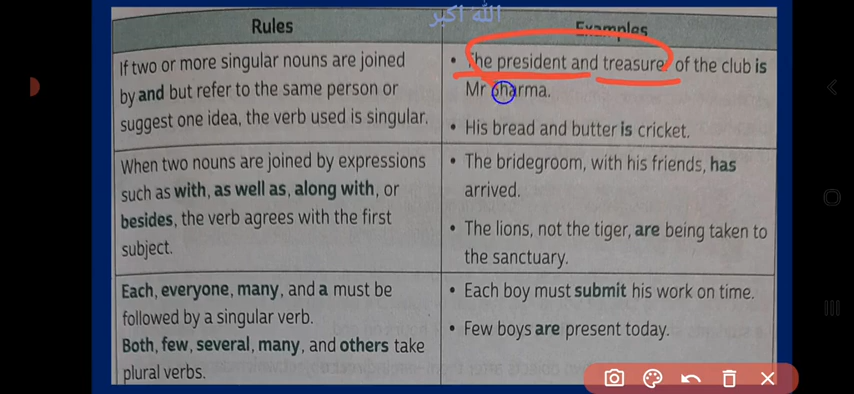 الله أكبر
Rules
Examples
If two or more singular nouns are joined
by and but refer to the same person or
suggest one idea, the verb used is singular.
• The president and treasurer of the club is
Mr Sharma.
• His bread and butter is cricket.
When two nouns are joined by expressions
such as with, as well as, along with, or
besides, the verb agrees with the first
subject.
• The bridegroom, with his friends, has
arrived.
• The lions, not the tiger, are being taken to
the sanctuary.
Each, everyone, many, and a must be
followed by a singular verb.
Both, few, several, many, and others take
plural verbs.
• Each boy must submit his work on time.
• Few boys are present today.